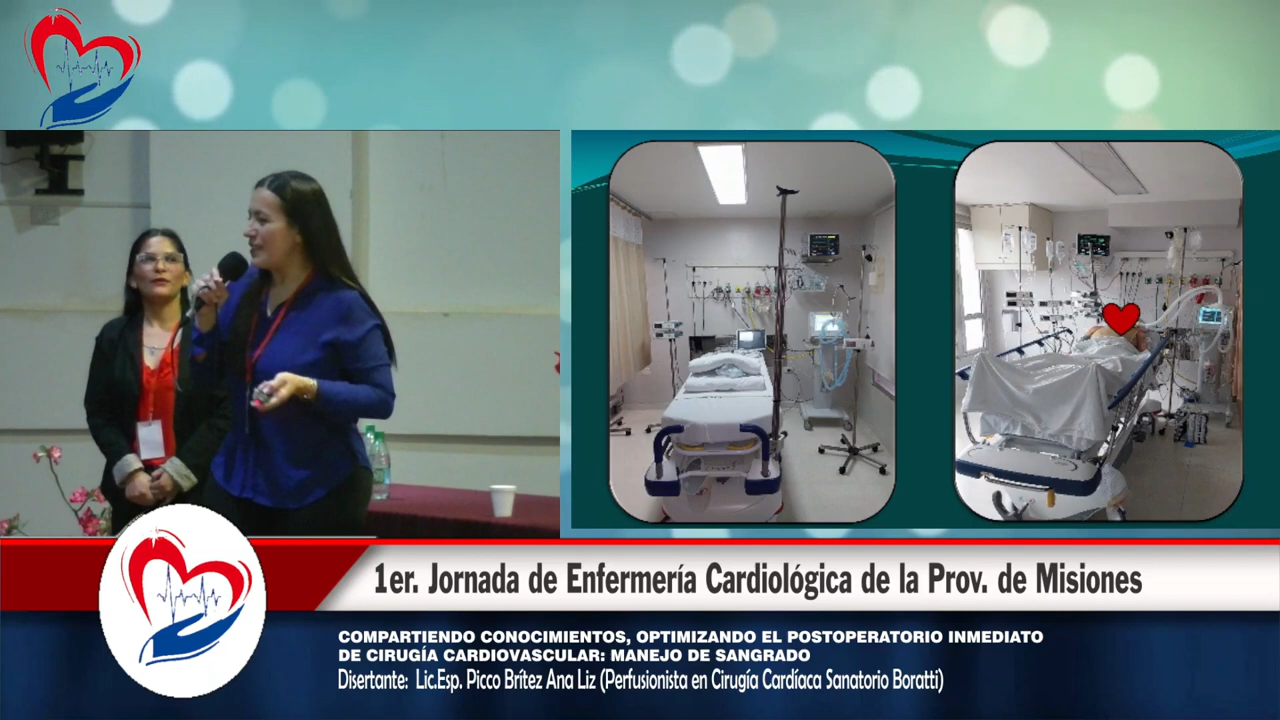 1er. Jornada de Enfermería Cardiológica de la Prov. de Misiones
COMPARTIENDO CONOCIMIENTOS, OPTIMIZANDO EL POSTOPERATORIO INMEDIATO
DE CIRUGÍA CARDIOVASCULAR: MANEJO DE SANGRADO
Disertante: Lic.Esp. Picco Brítez Ana Liz (Perfusionista en Cirugía Cardíaca Sanatorio Boratti)